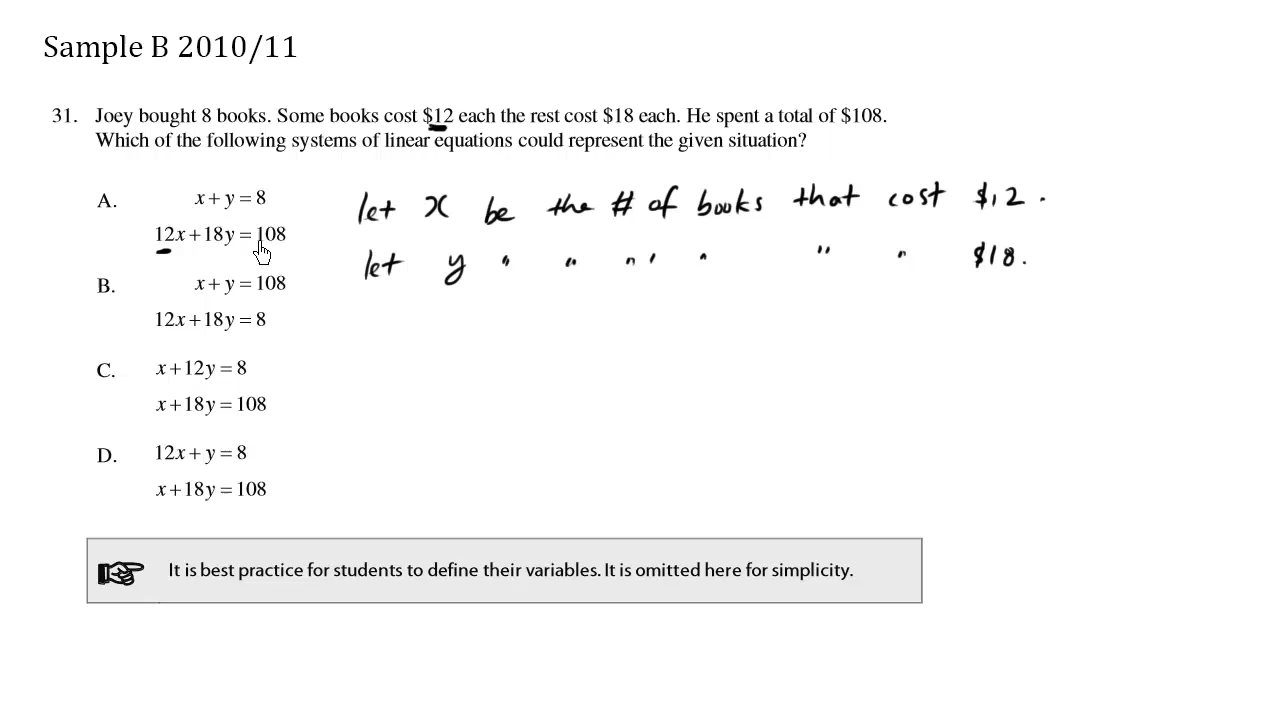 Sample B 2010/11
31. Joey bought 8 books. Some books cost $12 each the rest cost $18 each. He spent a total of $108.
Which of the following systems of linear equations could represent the given situation?
A. x + y = 8
12x + 18y = 108
B. x + y = 108
12x + 18y = 8
C. x + 12y = 8
x + 18y = 108
D. 12x + y = 8
x + 18y = 108
let x be the # of books that cost $12.
let y " " " ' " " " $18.
It is best practice for students to define their variables. It is omitted here for simplicity.